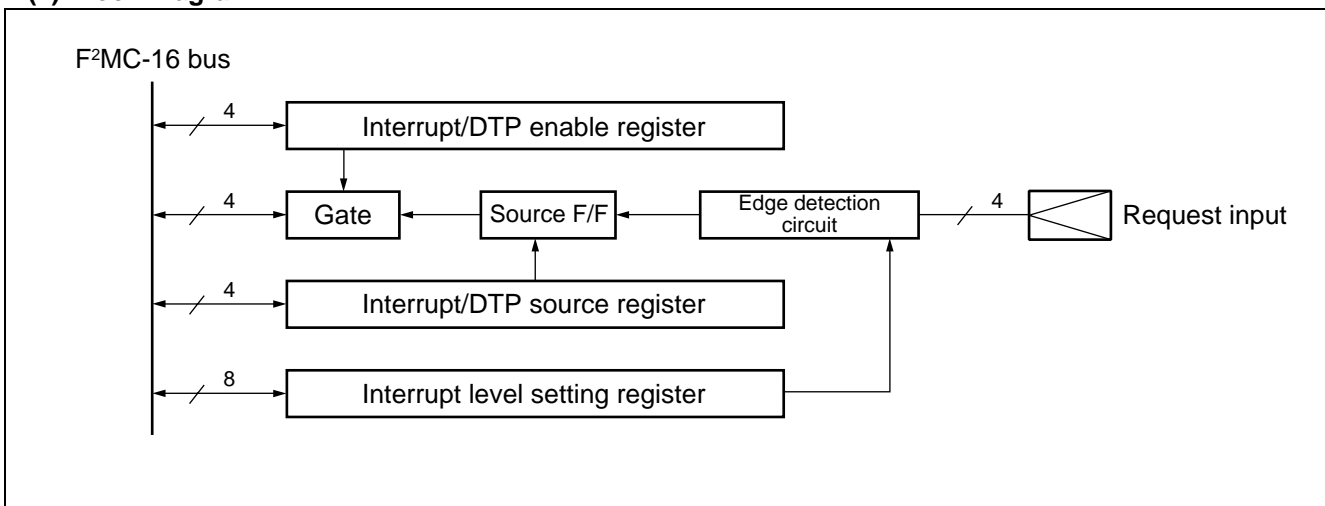 F²MC-16 bus
4
Interrupt/DTP enable register
4
Gate
Source F/F
Edge detection
circuit
4
Request input
4
Interrupt/DTP source register
8
Interrupt level setting register